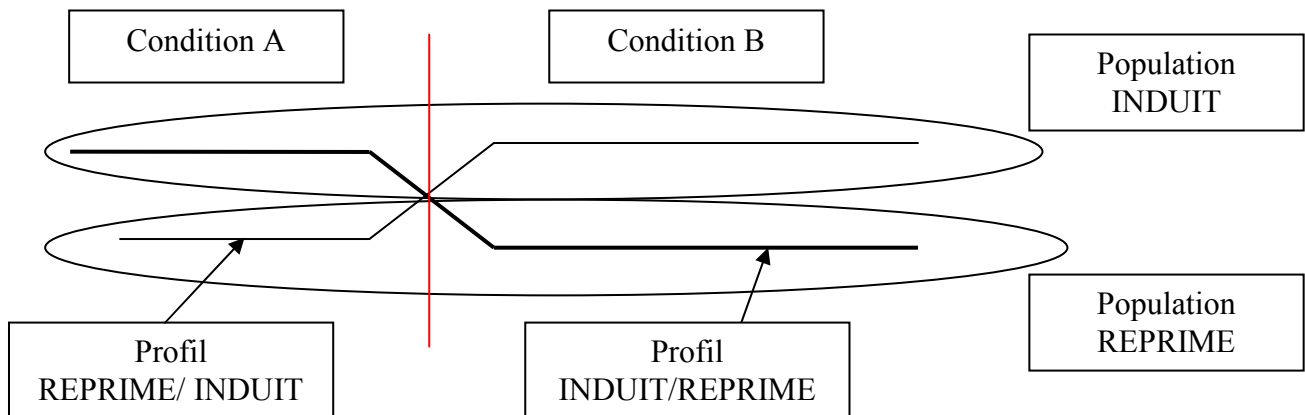 Condition A
Condition B
Population
INDUIT
Population
REPRIME
Profil
REPRIME/ INDUIT
Profil
INDUIT/REPRIME